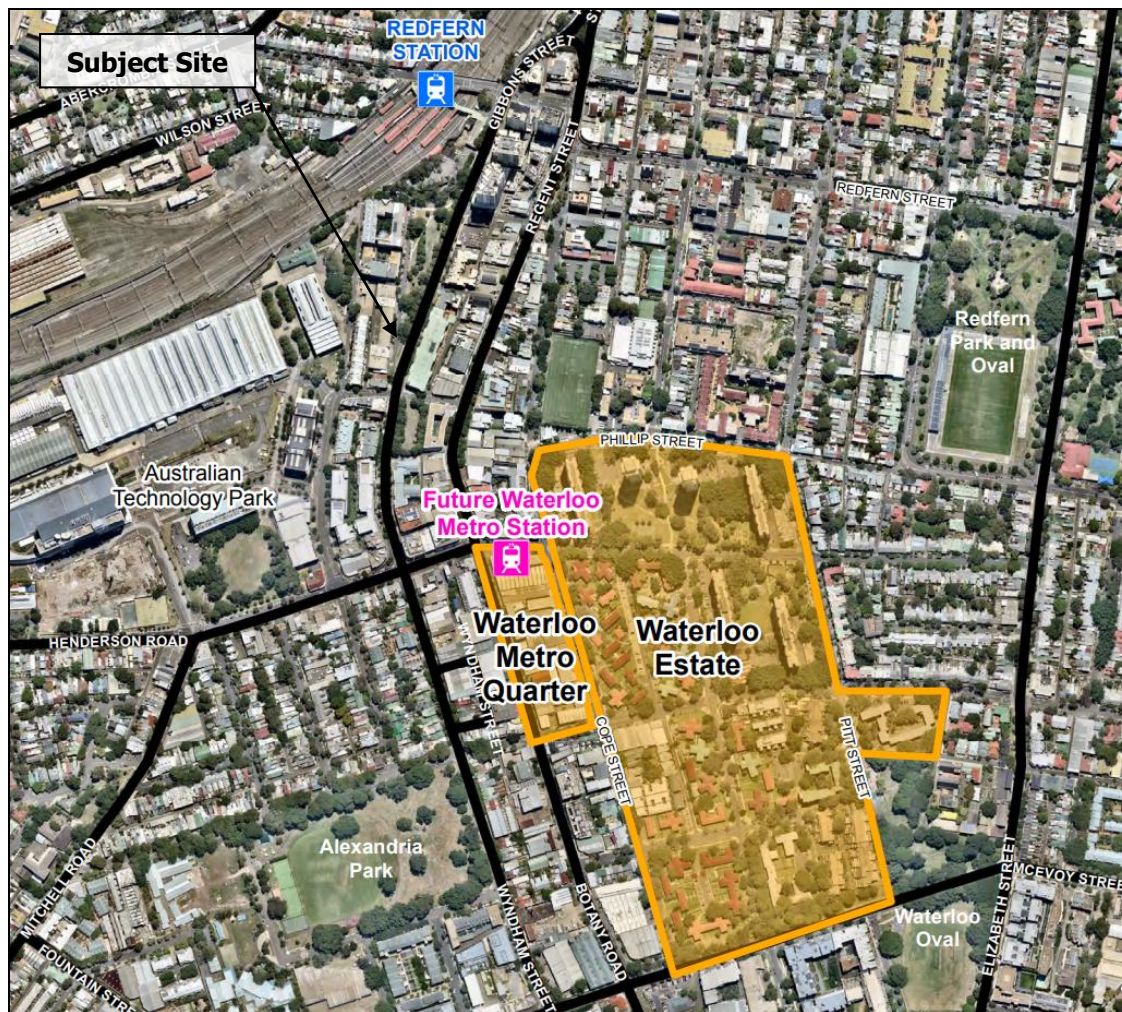 REDFERN
STATION
Subject Site
ABERCROMBIE
WILSON STREET
GIBBONS STREET
REGENT STREET
REDFERN STREET
Redfern
Park and
Oval
PHILLIP STREET
Australian
Technology Park
Future Waterloo
Metro Station
HENDERSON ROAD
Waterloo
Metro
Quarter
Waterloo
Estate
WYNDHAM STREET
COPE STREET
PITT STREET
Alexandria
Park
MITCHELL ROAD
FOUNTAIN STRE
WYNDHAM STREET
BOTANY ROAD
Waterloo
Oval
ELIZABETH STREET
MCEVOY STREE